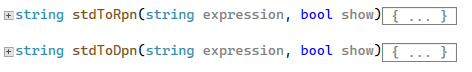 string stdToRpn(string expression, bool show){ ... }
string stdToDpn(string expression, bool show){ ... }